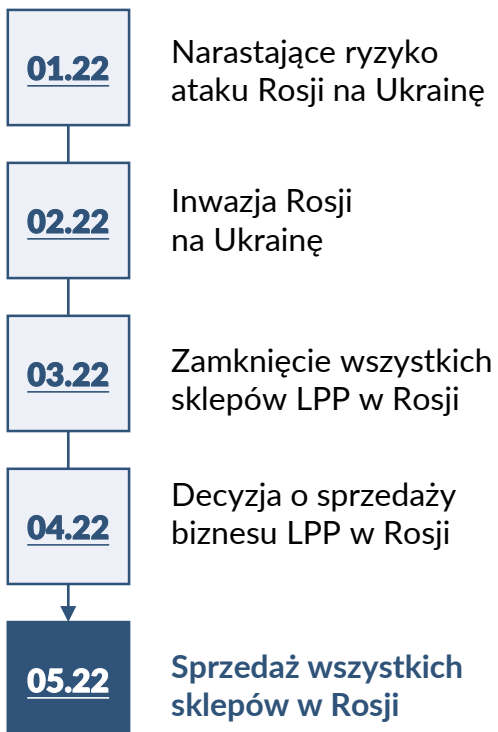 01.22
Narastające ryzyko
ataku Rosji na Ukrainę
02.22
Inwazja Rosji
na Ukrainę
03.22
Zamknięcie wszystkich
sklepów LPP w Rosji
04.22
Decyzja o sprzedaży
biznesu LPP w Rosji
05.22
Sprzedaż wszystkich
sklepów w Rosji